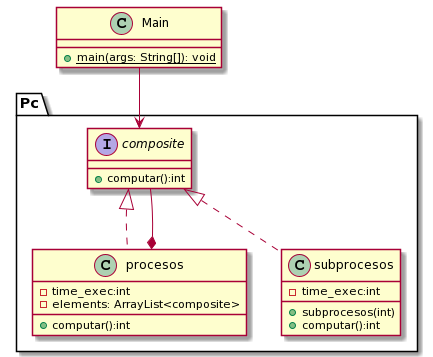 C Main
main(args: String[]): void
Pc
I composite
computar():int
C procesos
time_exec:int
elements: ArrayList<composite>
computar():int
C subprocesos
time_exec:int
subprocesos(int)
computar():int